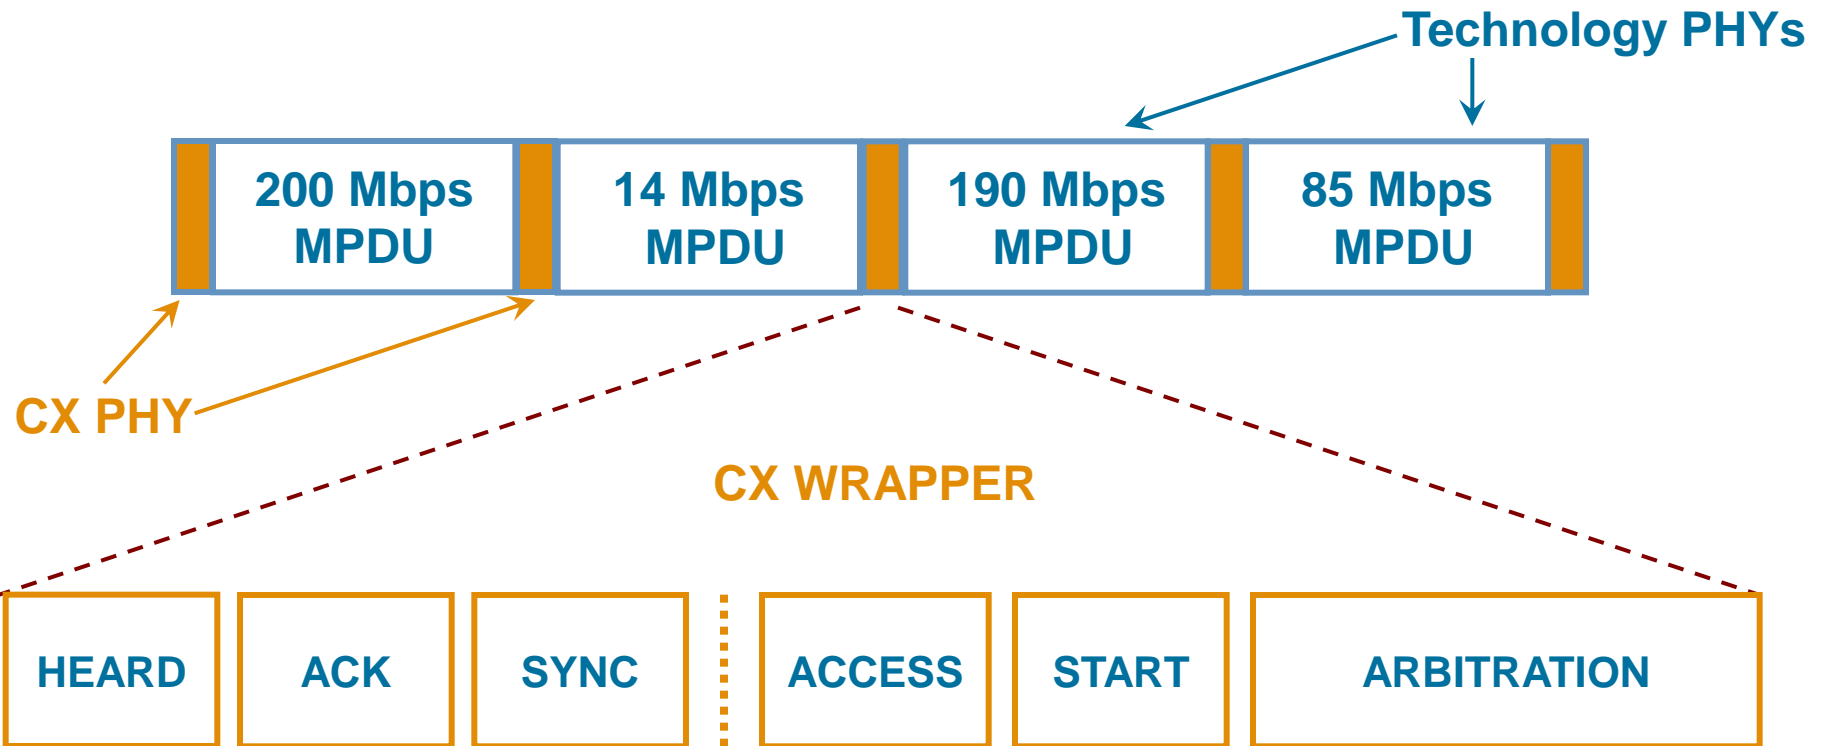 Technology PHYs
200 Mbps
MPDU
14 Mbps
MPDU
190 Mbps
MPDU
85 Mbps
MPDU
CX PHY
CX WRAPPER
HEARD
ACK
SYNC
ACCESS
START
ARBITRATION